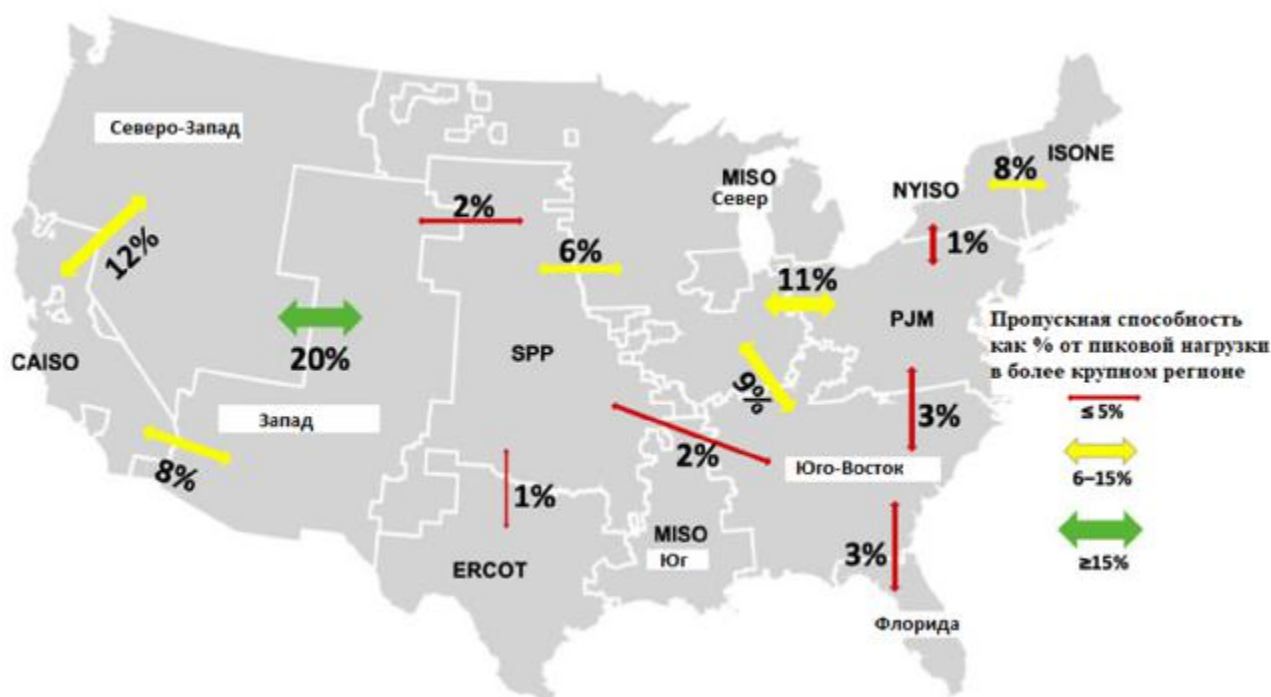 Северо-Запад
12%
CAISO
20%
Запад
8%
2%
6%
SPP
1%
ERCOT
MISO
Север
11%
9%
2%
MISO
Юг
NYISO
8%
ISONE
1%
PJM
3%
Юго-Восток
3%
Флорида
Пропускная способность
как % от пиковой нагрузки
в более крупном регионе
≤ 5%
6–15%
≥15%